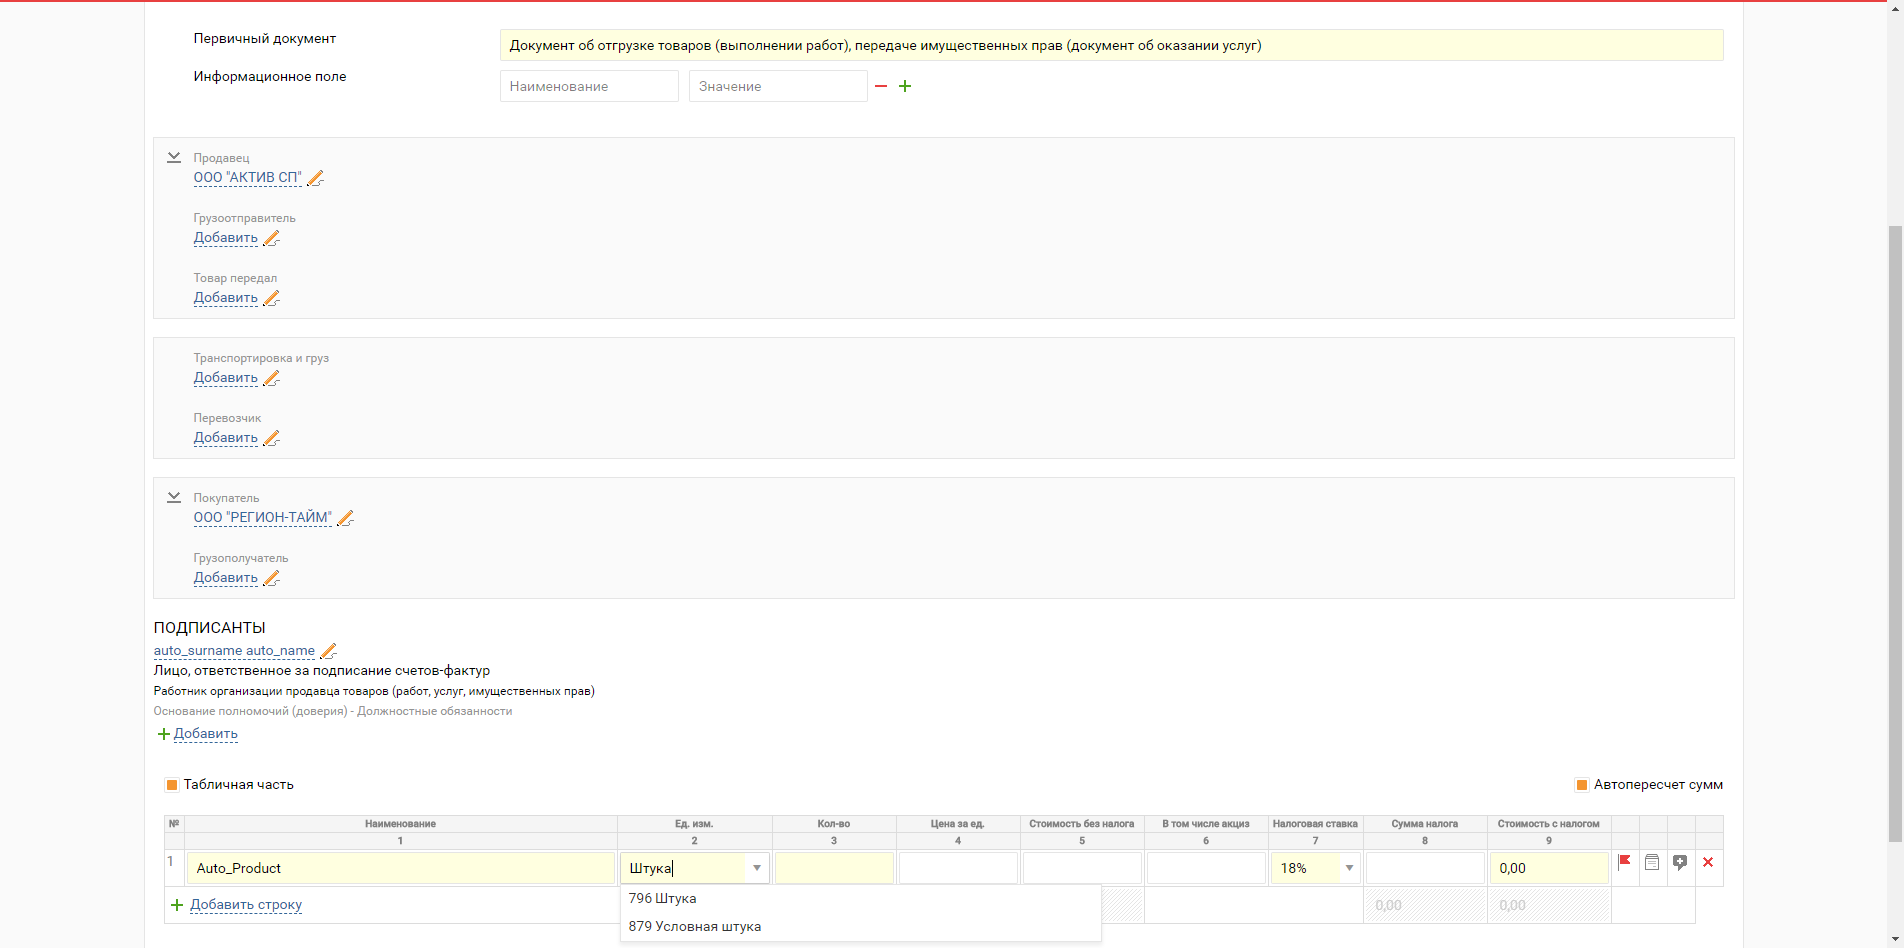 Первичный документ
Документ об отгрузке товаров (выполнении работ), передаче имущественных прав (документ об оказании услуг)
Информационное поле
Наименование Значение
Продавец
ООО "АКТИВ СП"
Грузоотправитель
Добавить
Товар передал
Добавить
Транспортировка и груз
Добавить
Перевозчик
Добавить
Покупатель
ООО "РЕГИОН-ТАЙМ"
Грузополучатель
Добавить
ПОДПИСАНТЫ
auto_surname auto_name
Лицо, ответственное за подписание счетов-фактур
Работник организации продавца товаров (работ, услуг, имущественных прав)
Основание полномочий (доверия) - Должностные обязанности
Добавить
Табличная часть Автопересчет сумм
№ Наименование Ед. изм. Кол-во Цена за ед. Стоимость без налога В том числе акциз Налоговая ставка Сумма налога Стоимость с налогом
1 2 3 4 5 6 7 8 9
1 Auto_Product Штука 18% 0,00
Добавить строку 0,00 0,00
796 Штука
879 Условная штука